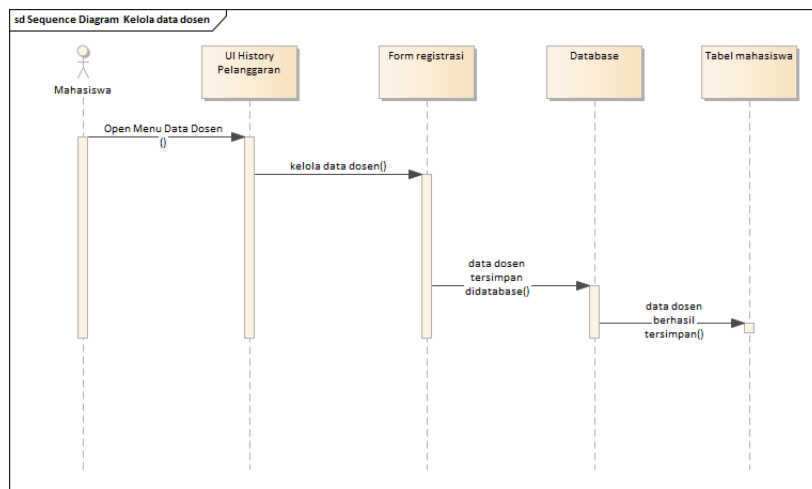 sd Sequence Diagram Kelola data dosen
Mahasiswa
UI History
Pelanggaran
Form registrasi
Database
Tabel mahasiswa
Open Menu Data Dosen
()
kelola data dosen()
data dosen
tersimpan
didatabase()
data dosen
berhasil
tersimpan()